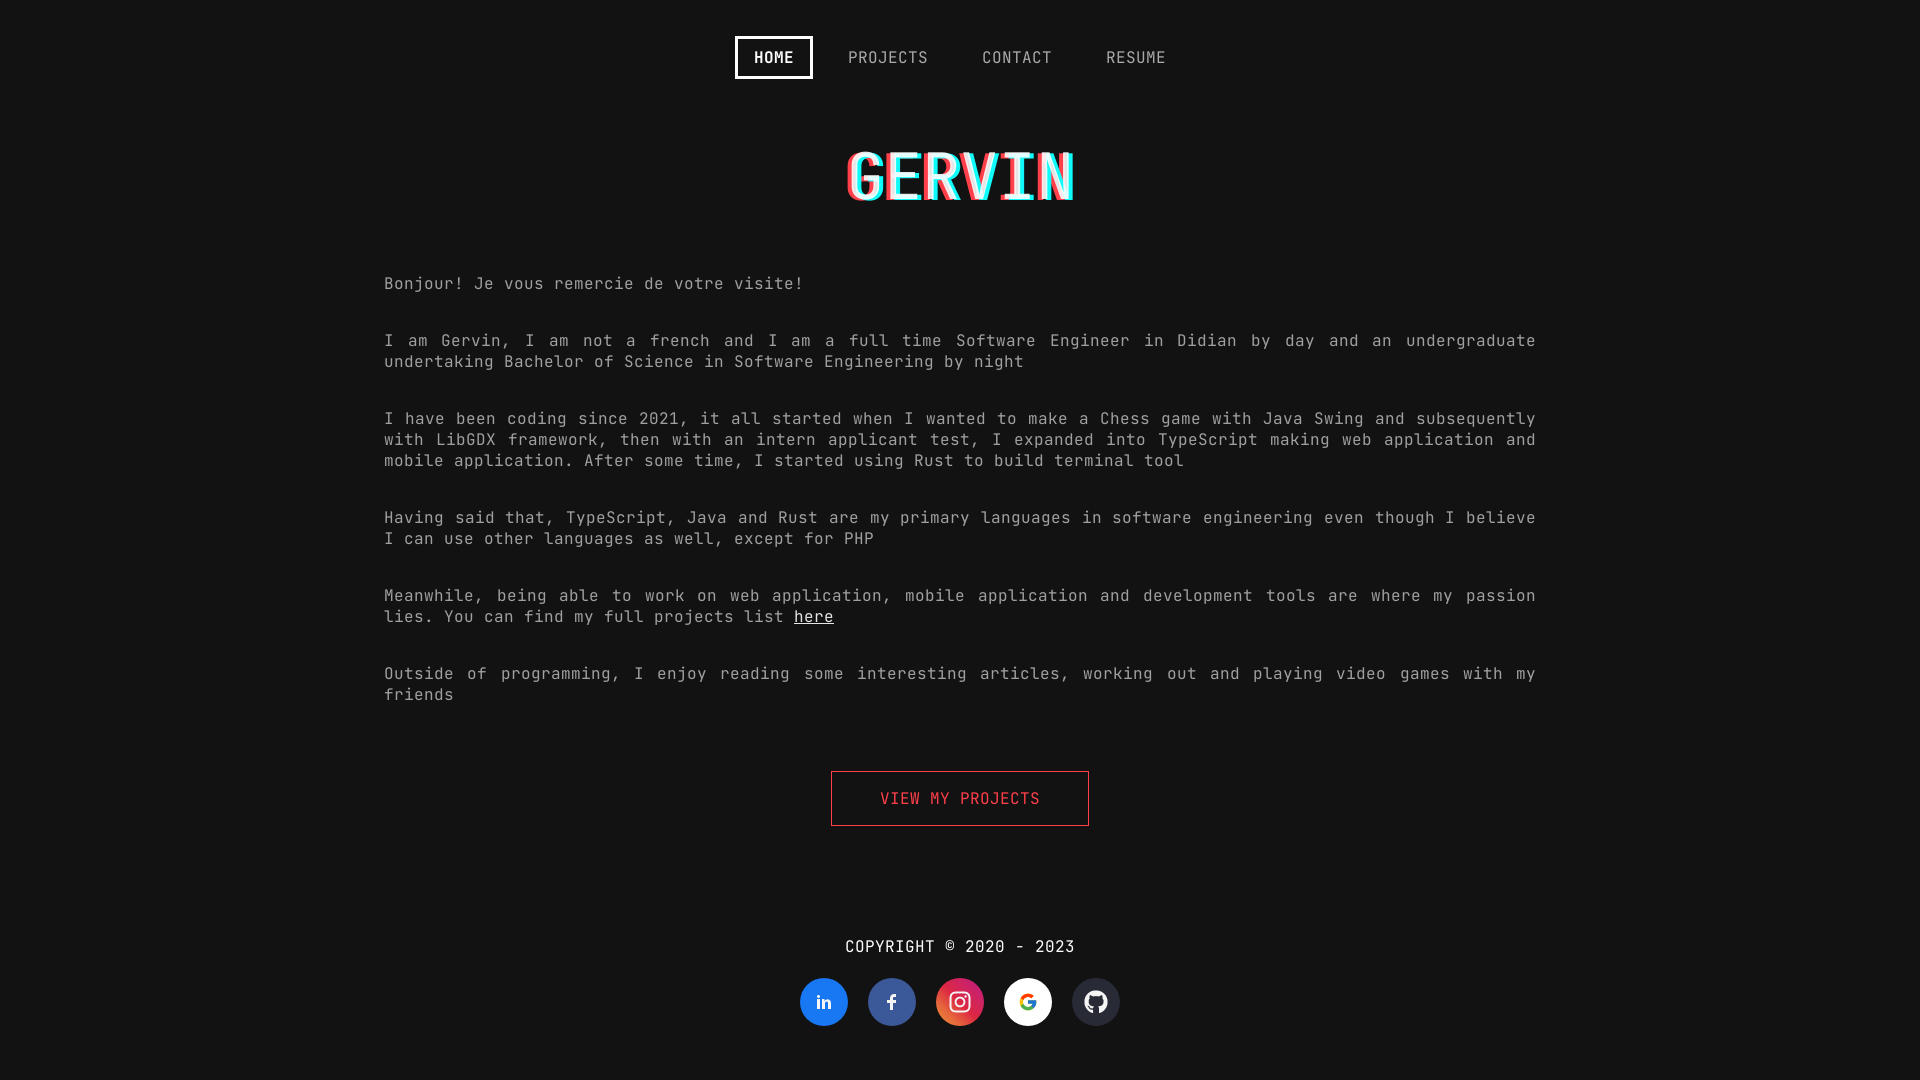 HOME PROJECTS CONTACT RESUME
GERVIN
Bonjour! Je vous remercie de votre visite!
I am Gervin, I am not a french and I am a full time Software Engineer in Didian by day and an undergraduate
undertaking Bachelor of Science in Software Engineering by night
I have been coding since 2021, it all started when I wanted to make a Chess game with Java Swing and subsequently
with LibGDX framework, then with an intern applicant test, I expanded into TypeScript making web application and
mobile application. After some time, I started using Rust to build terminal tool
Having said that, TypeScript, Java and Rust are my primary languages in software engineering even though I believe
I can use other languages as well, except for PHP
Meanwhile, being able to work on web application, mobile application and development tools are where my passion
lies. You can find my full projects list here
Outside of programming, I enjoy reading some interesting articles, working out and playing video games with my
friends
VIEW MY PROJECTS
COPYRIGHT © 2020 - 2023